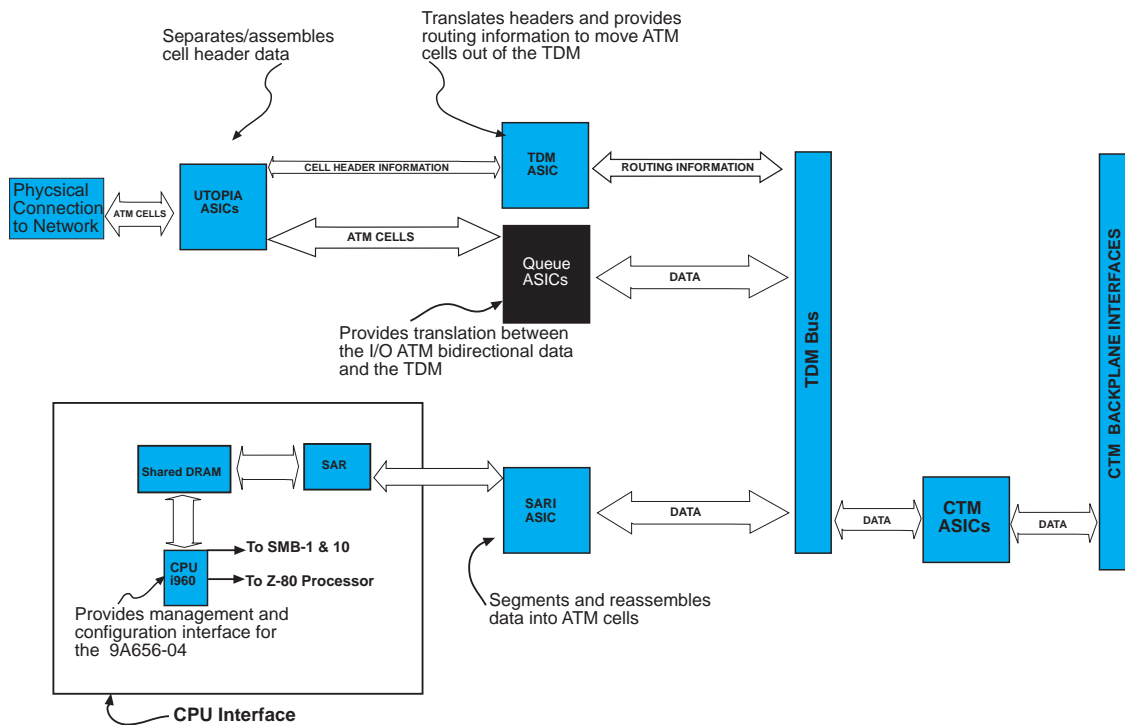 Translates headers and provides
routing information to move ATM
cells out of the TDM
Separates/assembles
cell header data
TDM
ASIC
CELL HEADER INFORMATION
ROUTING INFORMATION
Phycsical
Connection
to Network
ATM CELLS
UTOPIA
ASICs
ATM CELLS
Queue
ASICs
DATA
Provides translation between
the I/O ATM bidirectional data
and the TDM
TDM Bus
CTM BACKPLANE INTERFACES
Shared DRAM
SAR
SARI
ASIC
DATA
DATA
CTM
ASICs
DATA
CPU
i960
To SMB-1 & 10
To Z-80 Processor
Provides management and
configuration interface for
the 9A656-04
Segments and reassembles
data into ATM cells
CPU Interface